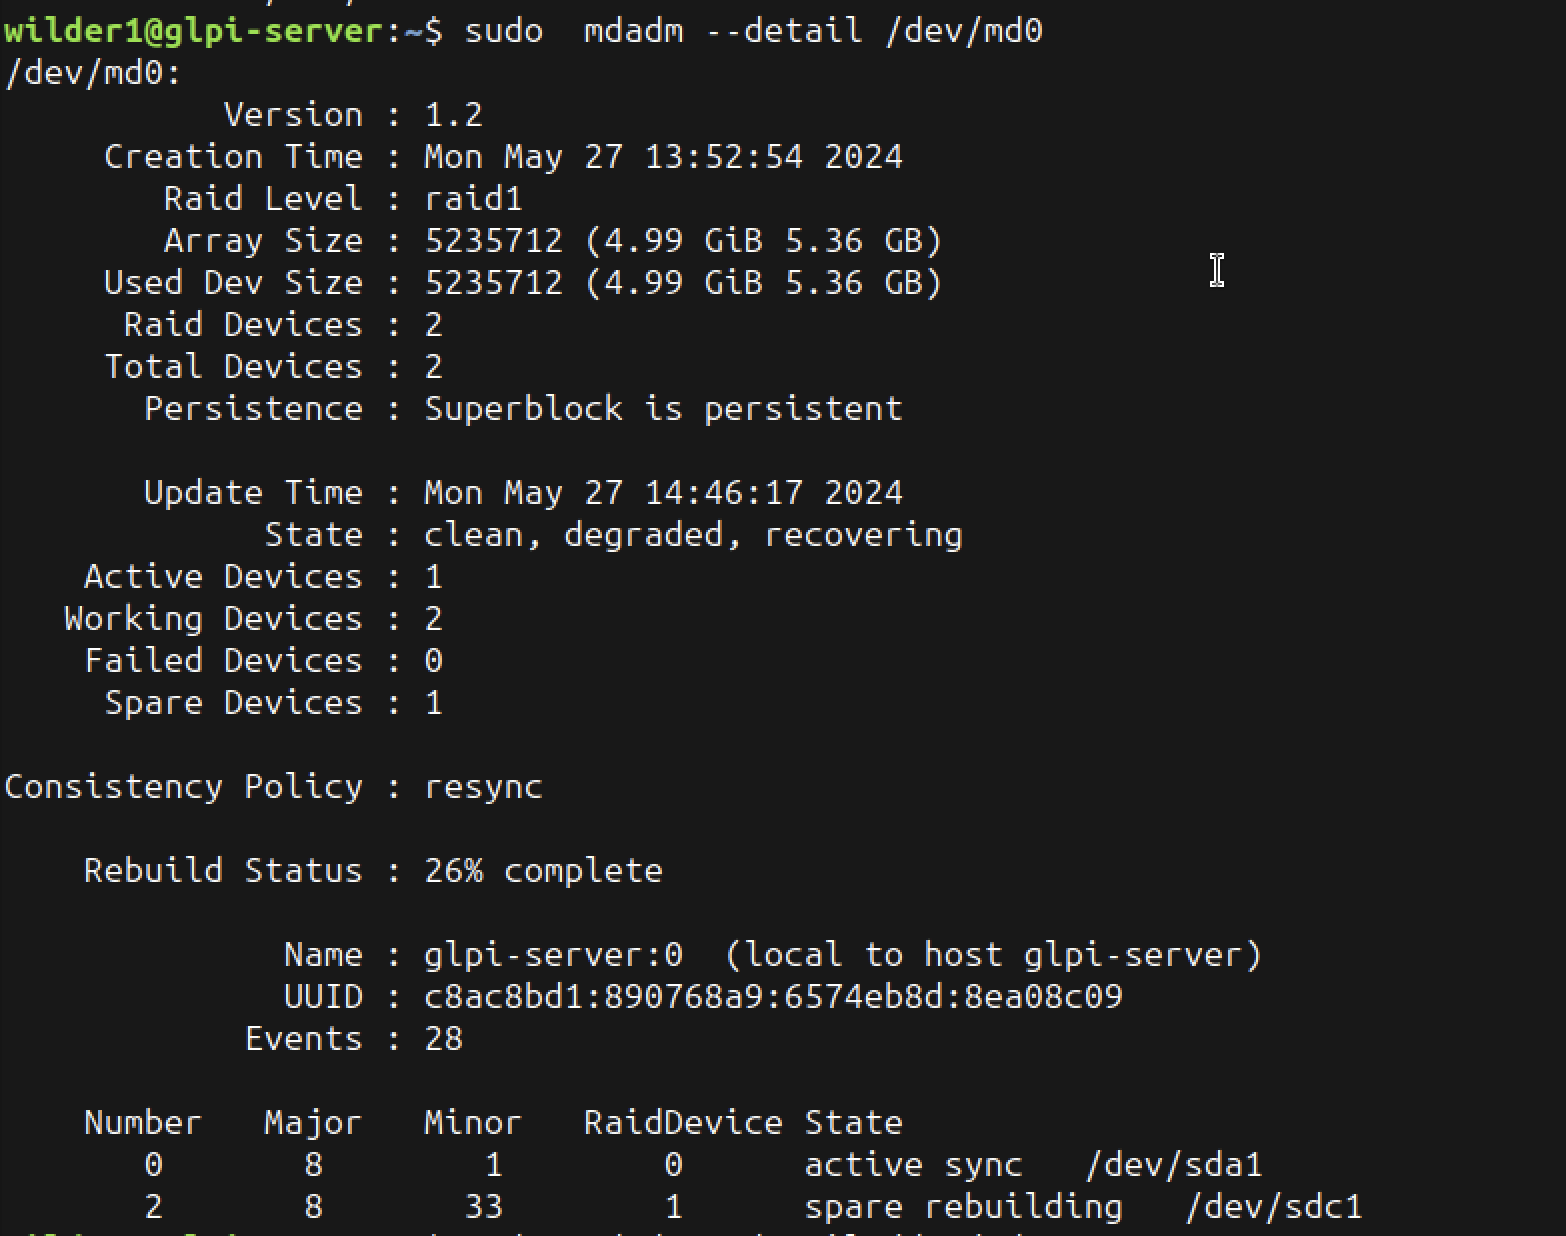 wilder1@glpi-server:~$ sudo  mdadm --detail /dev/md0
/dev/md0:
           Version : 1.2
     Creation Time : Mon May 27 13:52:54 2024
        Raid Level : raid1
        Array Size : 5235712 (4.99 GiB 5.36 GB)
     Used Dev Size : 5235712 (4.99 GiB 5.36 GB)
      Raid Devices : 2
     Total Devices : 2
       Persistence : Superblock is persistent
       Update Time : Mon May 27 14:46:17 2024
             State : clean, degraded, recovering
    Active Devices : 1
   Working Devices : 2
    Failed Devices : 0
     Spare Devices : 1
Consistency Policy : resync
    Rebuild Status : 26% complete
              Name : glpi-server:0  (local to host glpi-server)
              UUID : c8ac8bd1:890768a9:6574eb8d:8ea08c09
            Events : 28
    Number   Major   Minor   RaidDevice State
       0       8        1        0      active sync   /dev/sda1
       2       8       33        1      spare rebuilding   /dev/sdc1